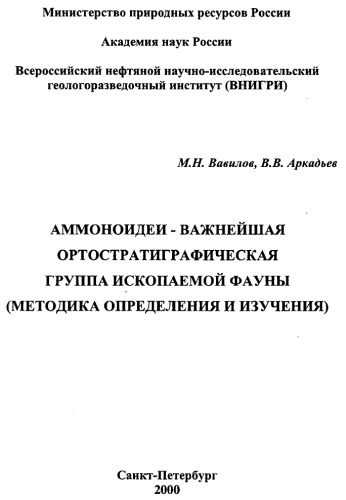 Министерство природных ресурсов России
Академия наук России
Всероссийский нефтяной научно-исследовательский
геологоразведочный институт (ВНИГРИ)
М.Н. Вавилов, В.В. Аркадьев
АММОНОИДЕИ - ВАЖНЕЙШАЯ
ОРТОСТРАТИГРАФИЧЕСКАЯ
ГРУППА ИСКОПАЕМОЙ ФАУНЫ
(МЕТОДИКА ОПРЕДЕЛЕНИЯ И ИЗУЧЕНИЯ)
Санкт-Петербург
2000